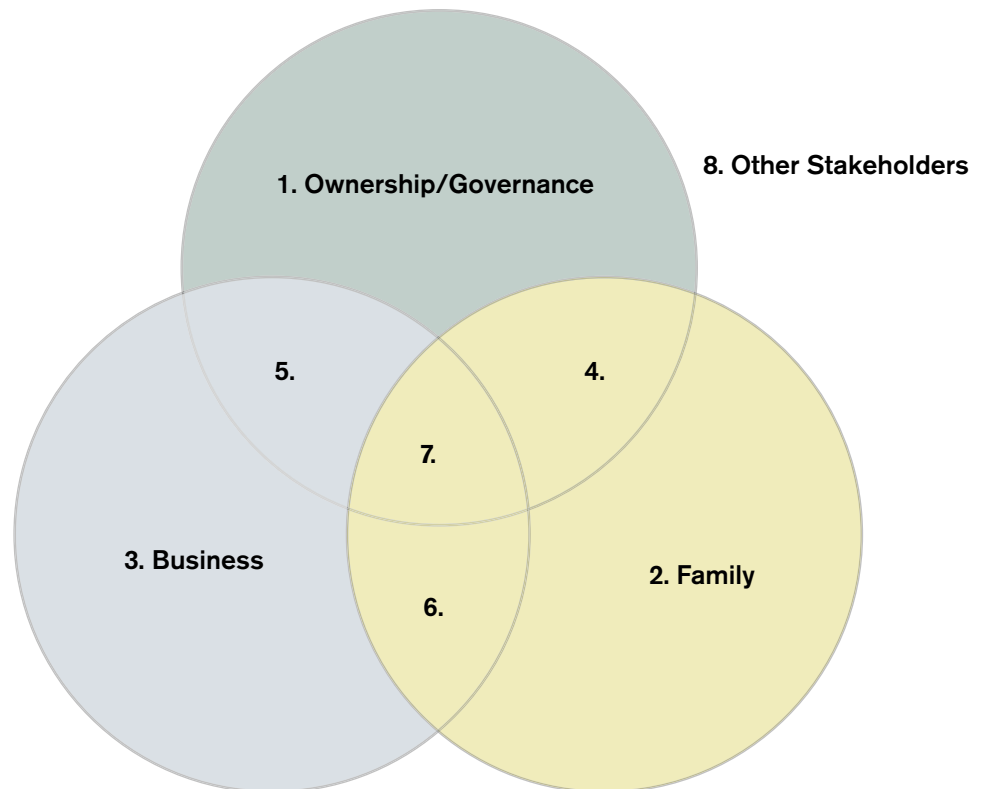 1. Ownership/Governance
8. Other Stakeholders
5.
4.
7.
3. Business
2. Family
6.